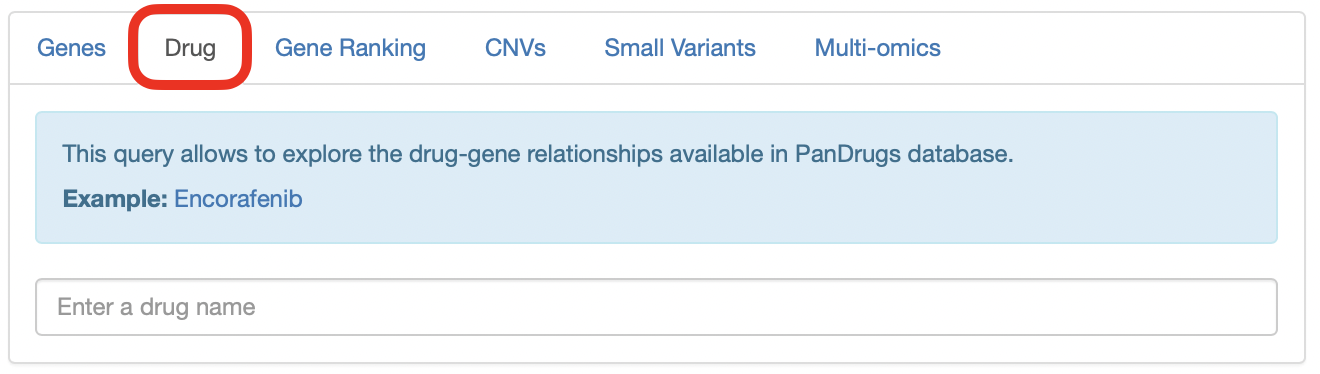 Genes Drug Gene Ranking CNVs Small Variants Multi-omics
This query allows to explore the drug-gene relationships available in PanDrugs database.
Example: Encorafenib
Enter a drug name